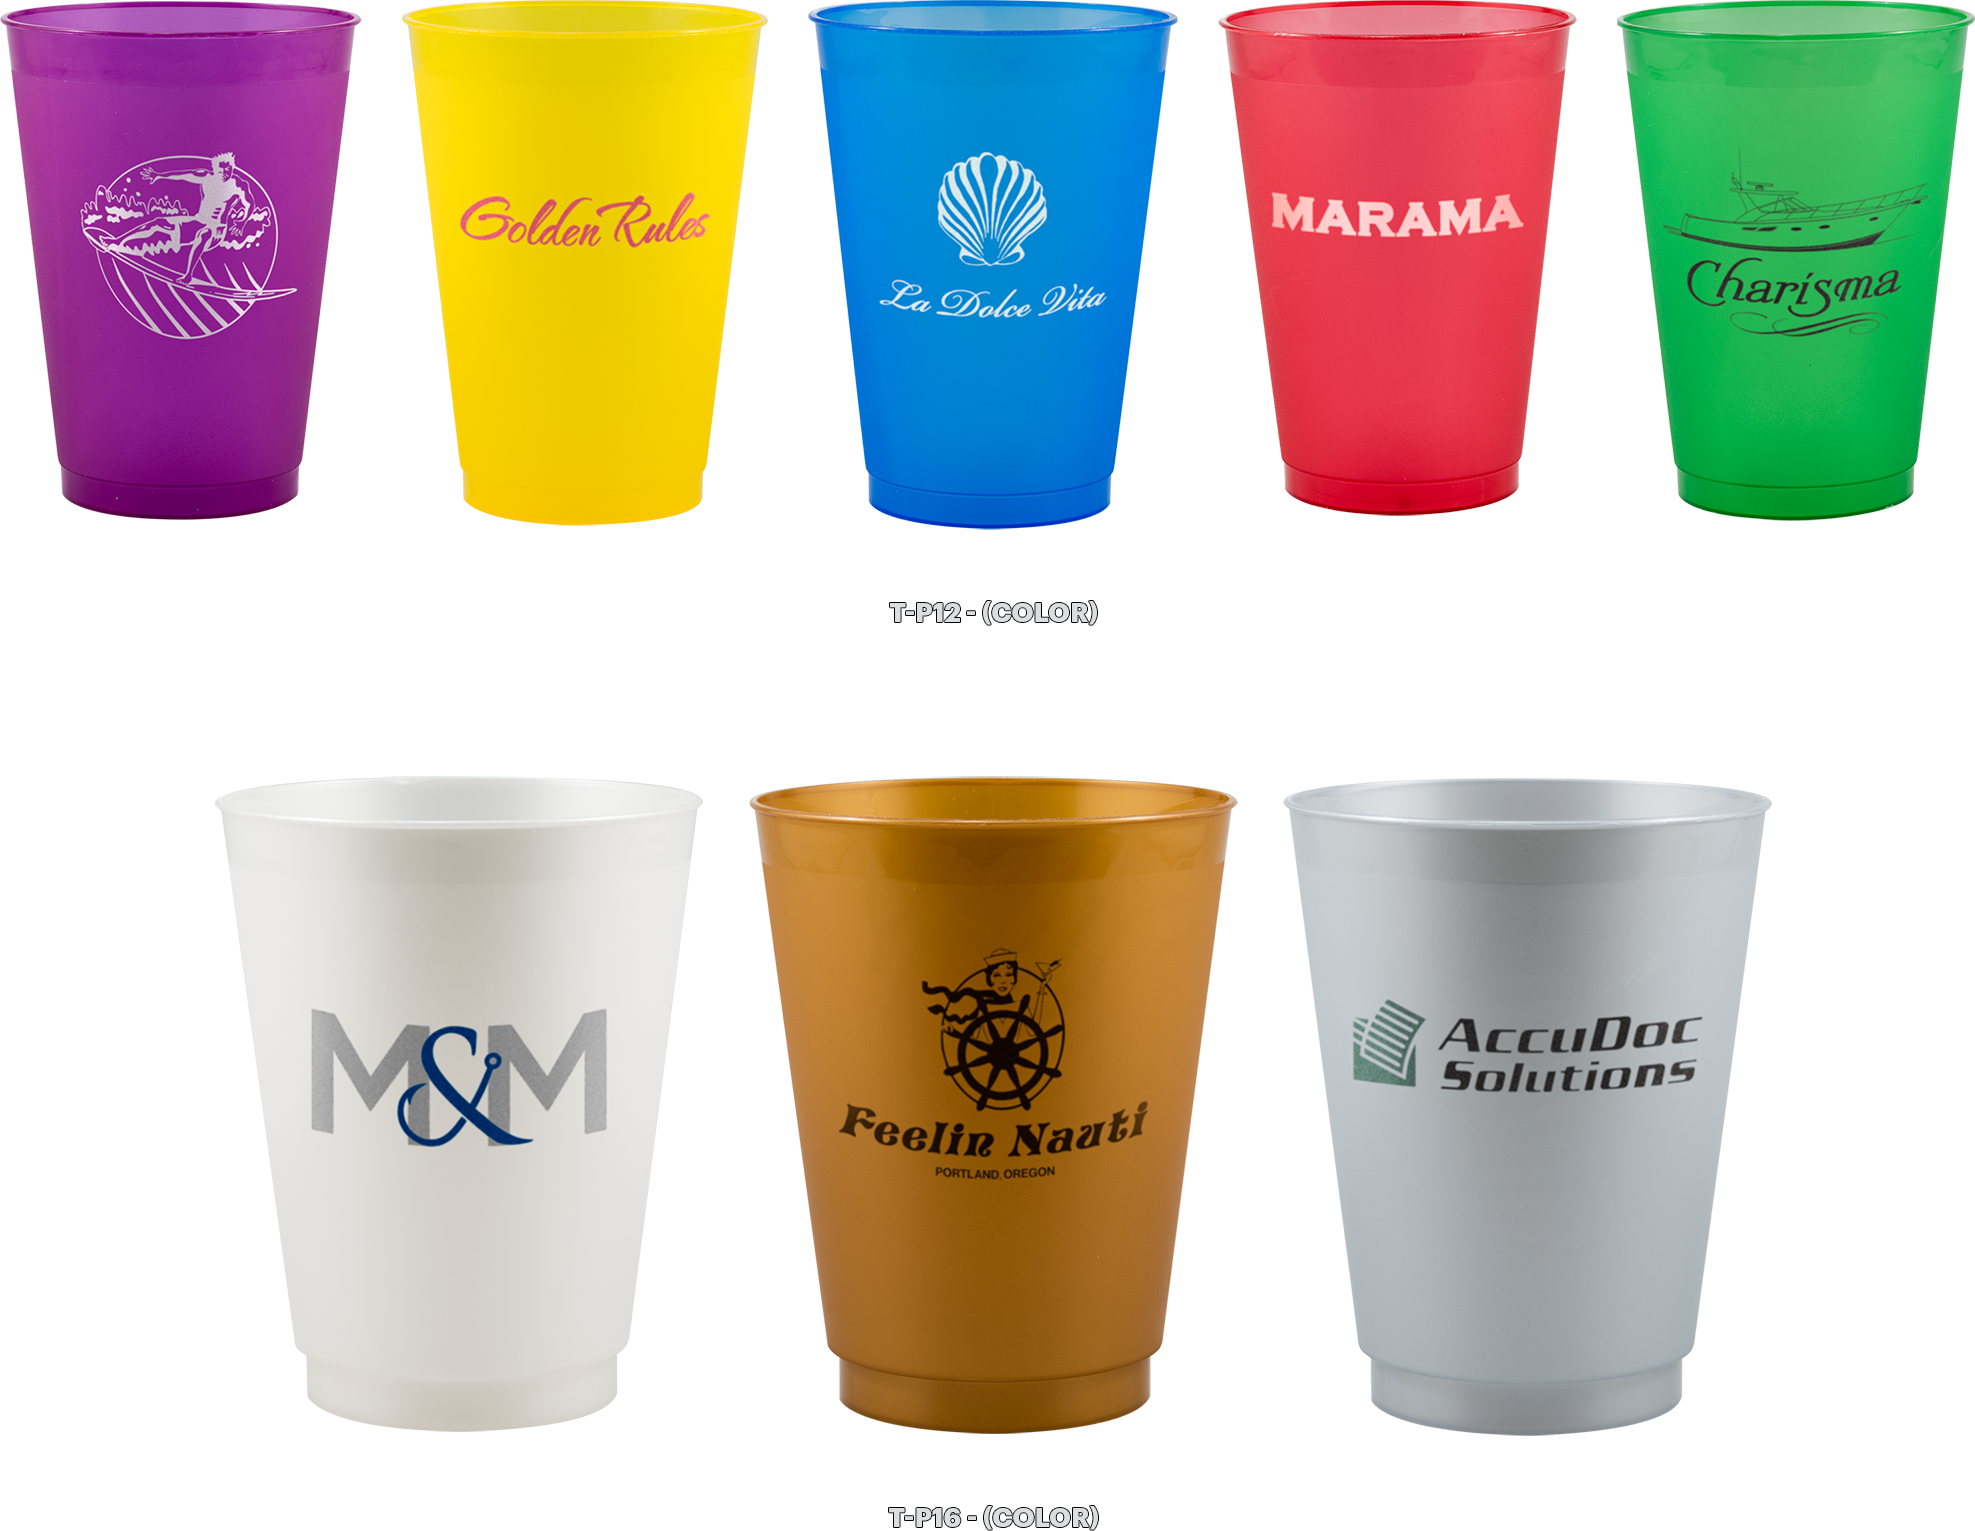 Golden Rules
La Dolce Vita
MARAMA
Charisma
T-P12 - (COLOR)
M&M
Feelin Nauti
PORTLAND, OREGON
AccuDoc
Solutions
T-P16 - (COLOR)